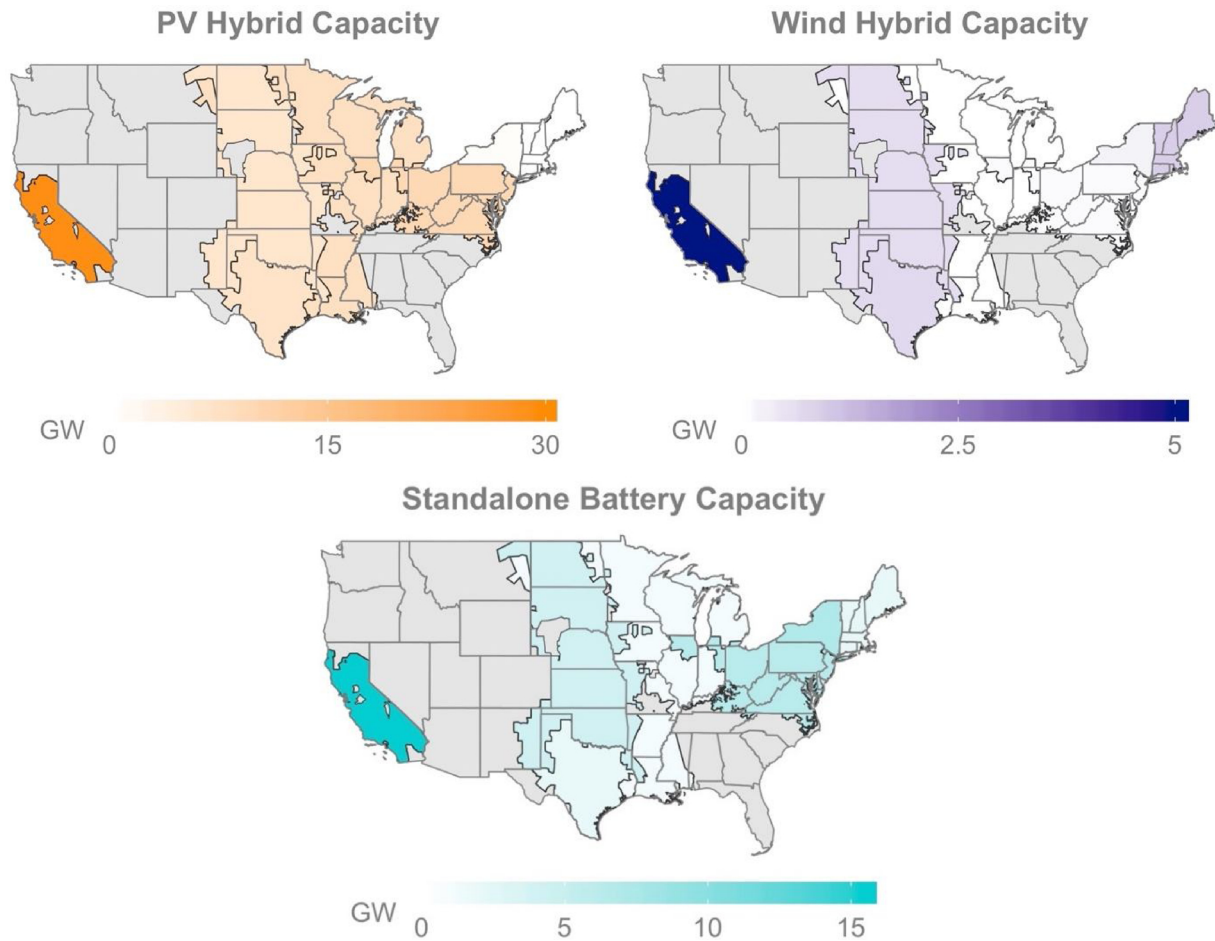 PV Hybrid Capacity
Wind Hybrid Capacity
GW 0 15 30
GW 0 2.5 5
Standalone Battery Capacity
GW 0 5 10 15